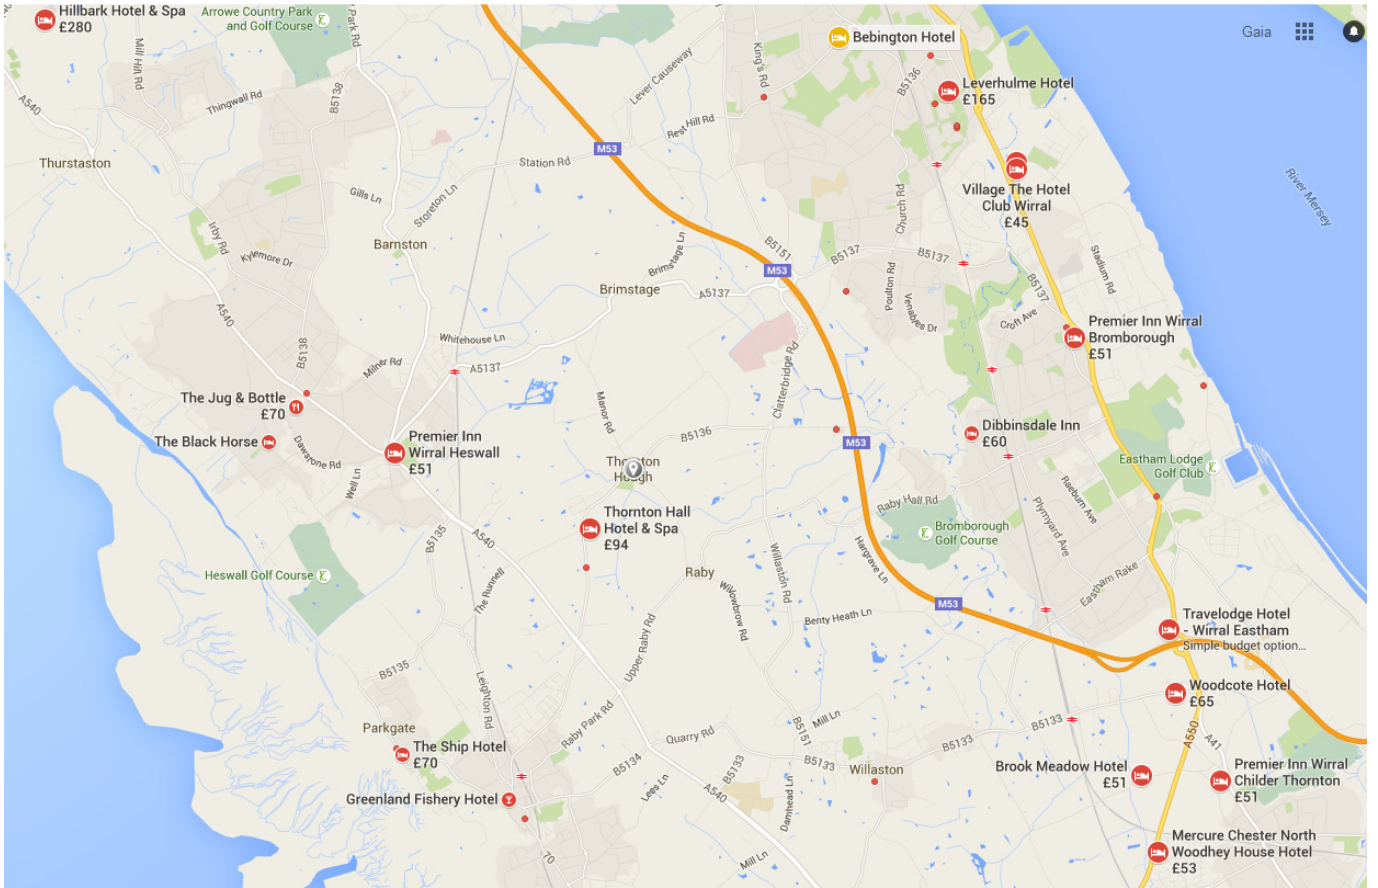 Hillbark Hotel & Spa
£280
Arrowe Country Park
and Golf Course
Park Rd
Mill Hill Rd
Thingwall Rd
B5138
A540
Thurstaston
Lever Causeway
King's Rd
Rest Hill Rd
M53
Station Rd
Bebington Hotel
Gaia
B5136
Leverhulme Hotel
£165
River Mersey
Village The Hotel
Club Wirral
£45
Church Rd
Gills Ln
Storeton Ln
Irby Rd
Kylemore Dr
Barnston
Brimstage Ln
Brimstage
A5137
B5151
M53
B5137
B5137
B5137
Stadium Rd
Poulton Rd
Venables Dr
Croft Ave
Premier Inn Wirral
Bromborough
£51
A540
B5138
Whitehouse Ln
Milner Rd
A5137
Clatterbridge Rd
The Jug & Bottle
£70
The Black Horse
Dawstone Rd
Premier Inn
Wirral Heswall
£51
Well Ln
Manor Rd
B5136
M53
Dibbinsdale Inn
£60
Thornton
Hough
Eastham Lodge
Golf Club
Raeburn Ave
Plymyard Ave
Raby Hall Rd
Bromborough
Golf Course
Thornton Hall
Hotel & Spa
£94
B5135
A540
Heswall Golf Course
The Runnell
Raby
Willaston Rd
Willowbrow Rd
Hargrave Ln
Benty Heath Ln
M53
Eastham Rake
Travelodge Hotel
- Wirral Eastham
Simple budget option...
Upper Raby Rd
B5135
Leighton Rd
Parkgate
The Ship Hotel
£70
Raby Park Rd
Quarry Rd
B5134
B5133
Lees Ln
Mill Ln
B5151
B5133
B5133
B5133
Willaston
Woodcote Hotel
£65
A550
A41
Brook Meadow Hotel
£51
Premier Inn Wirral
Childer Thornton
£51
Greenland Fishery Hotel
A540
Damhead Ln
Mill Ln
Mercure Chester North
Woodhey House Hotel
£53